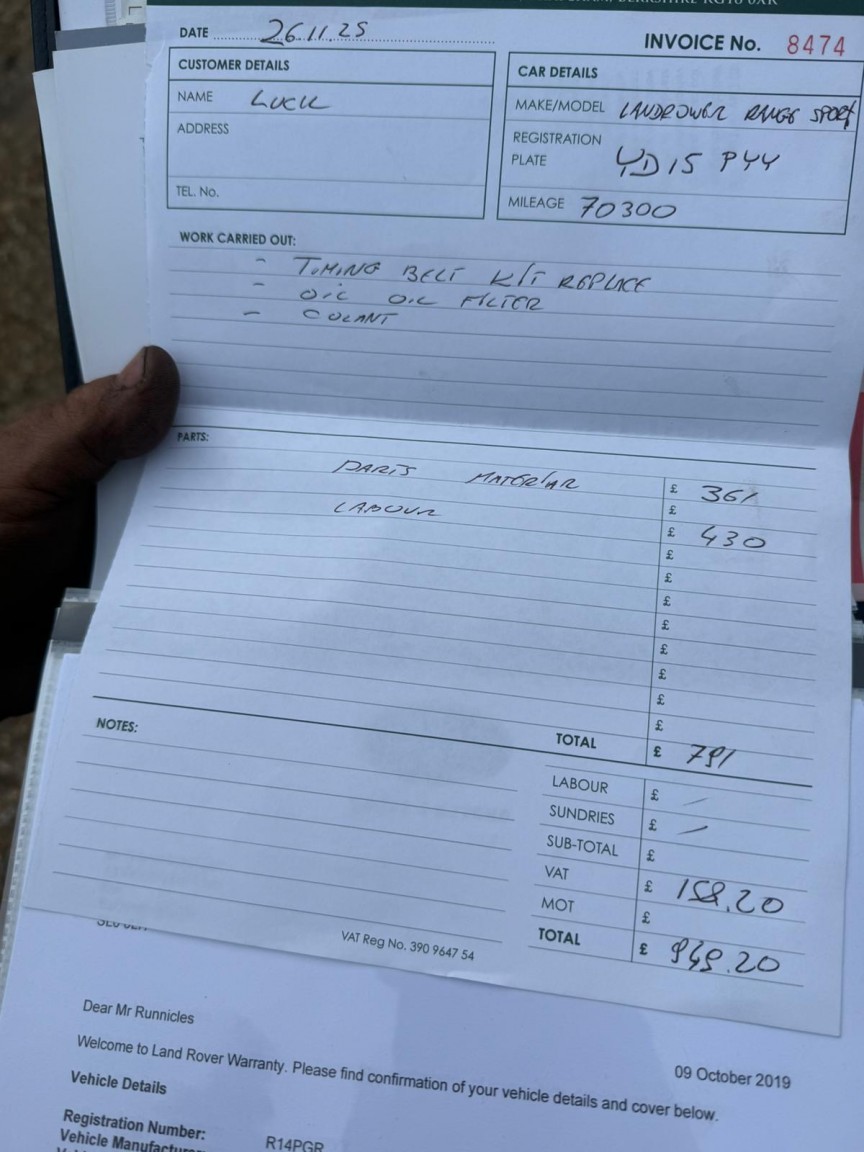 DATE 26.11.25
INVOICE No. 8474
CUSTOMER DETAILS
NAME LUCK
ADDRESS
TEL. No.
CAR DETAILS
MAKE/MODEL LANDROWER RANGE SPORT
REGISTRATION
PLATE YD15 PYY
MILEAGE 70300
WORK CARRIED OUT:
- TIMING BELT KIT REPLACE
- OIL OIL FILTER
- COLANT
PARTS:
PARTS MATERIAR £ 361
£
LABOUR £ 430
£
£
£
£
£
£
£
£
TOTAL £ 791
NOTES:
LABOUR £ -
SUNDRIES £ -
SUB-TOTAL £
VAT £ 158.20
MOT £
TOTAL £ 949.20
VAT Reg No. 390 9647 54
Dear Mr Runnicles
09 October 2019
Welcome to Land Rover Warranty. Please find confirmation of your vehicle details and cover below.
Vehicle Details
Registration Number: R14PGR
Vehicle Manufacturer